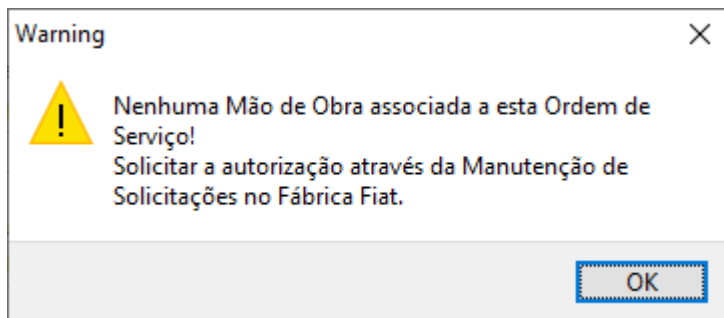 Warning
Nenhuma Mão de Obra associada a esta Ordem de
Serviço!
Solicitar a autorização através da Manutenção de
Solicitações no Fábrica Fiat.
OK